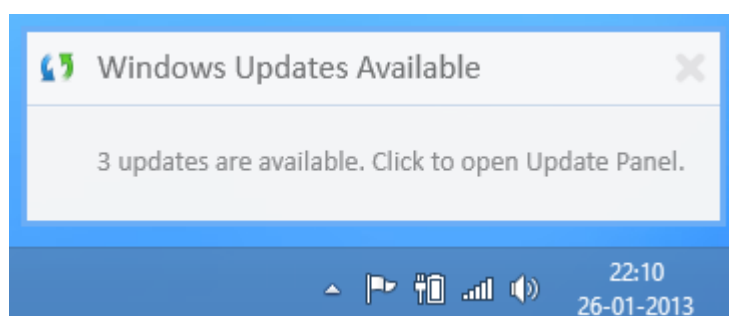 Windows Updates Available
3 updates are available. Click to open Update Panel.
22:10
26-01-2013